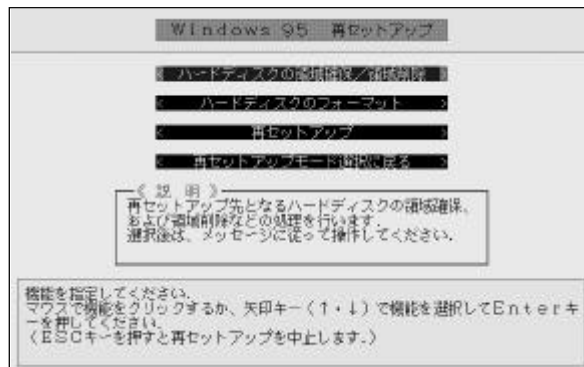 Windows 95 再セットアップ
ハードディスクの領域確保／領域削除
ハードディスクのフォーマット
再セットアップ
再セットアップモード選択に戻る
《 説 明 》
再セットアップ先となるハードディスクの領域確保、
および領域削除などの処理を行います.
選択後は、メッセージに従って操作してください.
機能を指定してください.
マウスで機能をクリックするか、矢印キー（↑・↓）で機能を選択してEnterキ
ーを押してください.
（ESCキーを押すと再セットアップを中止します.）